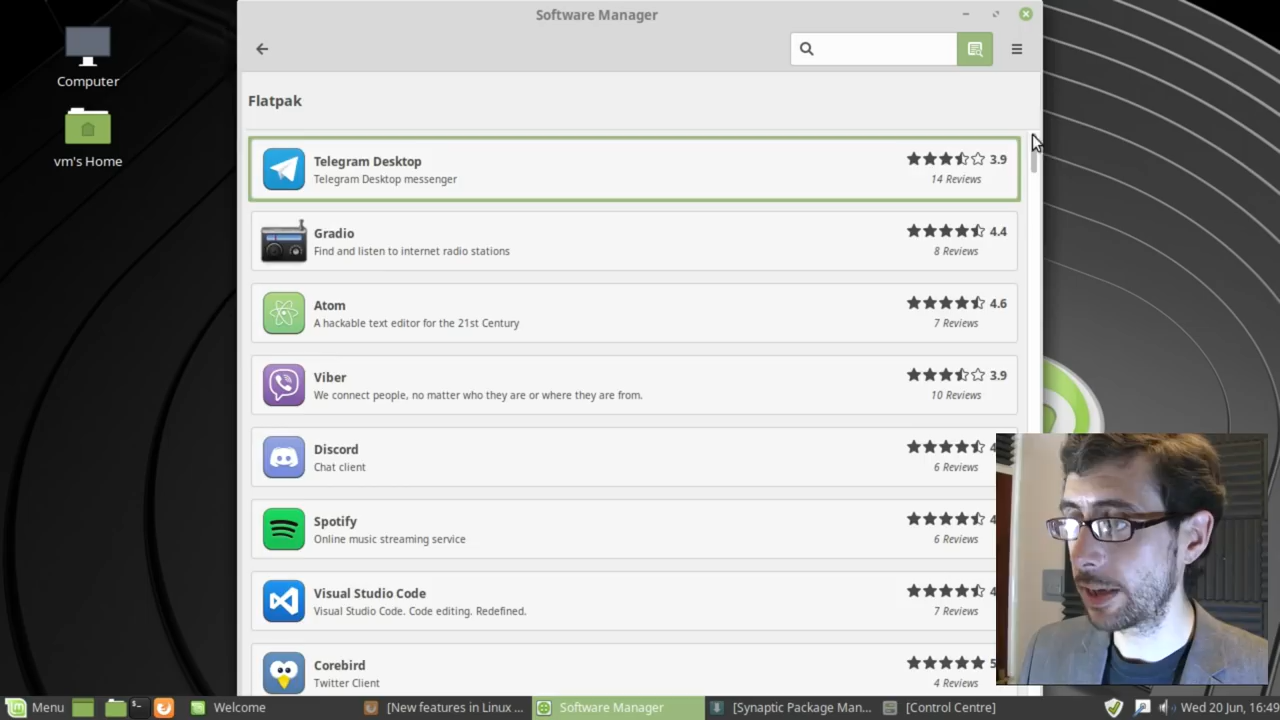 Software Manager
Computer
vm's Home
Flatpak
Telegram Desktop
Telegram Desktop messenger
3.9
14 Reviews
Gradio
Find and listen to internet radio stations
4.4
8 Reviews
Atom
A hackable text editor for the 21st Century
4.6
7 Reviews
Viber
We connect people, no matter who they are or where they are from.
3.9
10 Reviews
Discord
Chat client
6 Reviews
Spotify
Online music streaming service
6 Reviews
Visual Studio Code
Visual Studio Code. Code editing. Redefined.
7 Reviews
Corebird
Twitter Client
4 Reviews
Menu
Welcome
[New features in Linux ...
Software Manager
[Synaptic Package Man...
[Control Centre]
Wed 20 Jun, 16:49